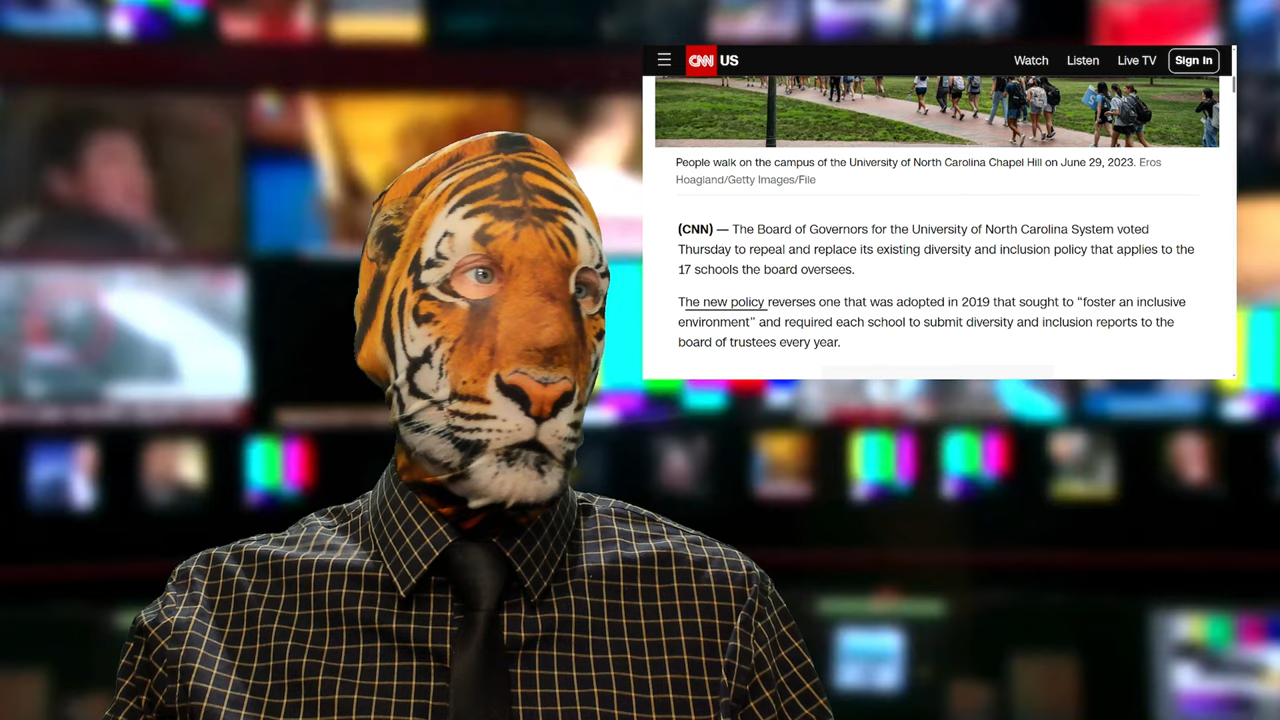 CNN US Watch Listen Live TV Sign In
People walk on the campus of the University of North Carolina Chapel Hill on June 29, 2023. Eros
Hoagland/Getty Images/File
(CNN) — The Board of Governors for the University of North Carolina System voted
Thursday to repeal and replace its existing diversity and inclusion policy that applies to the
17 schools the board oversees.
The new policy reverses one that was adopted in 2019 that sought to “foster an inclusive
environment” and required each school to submit diversity and inclusion reports to the
board of trustees every year.